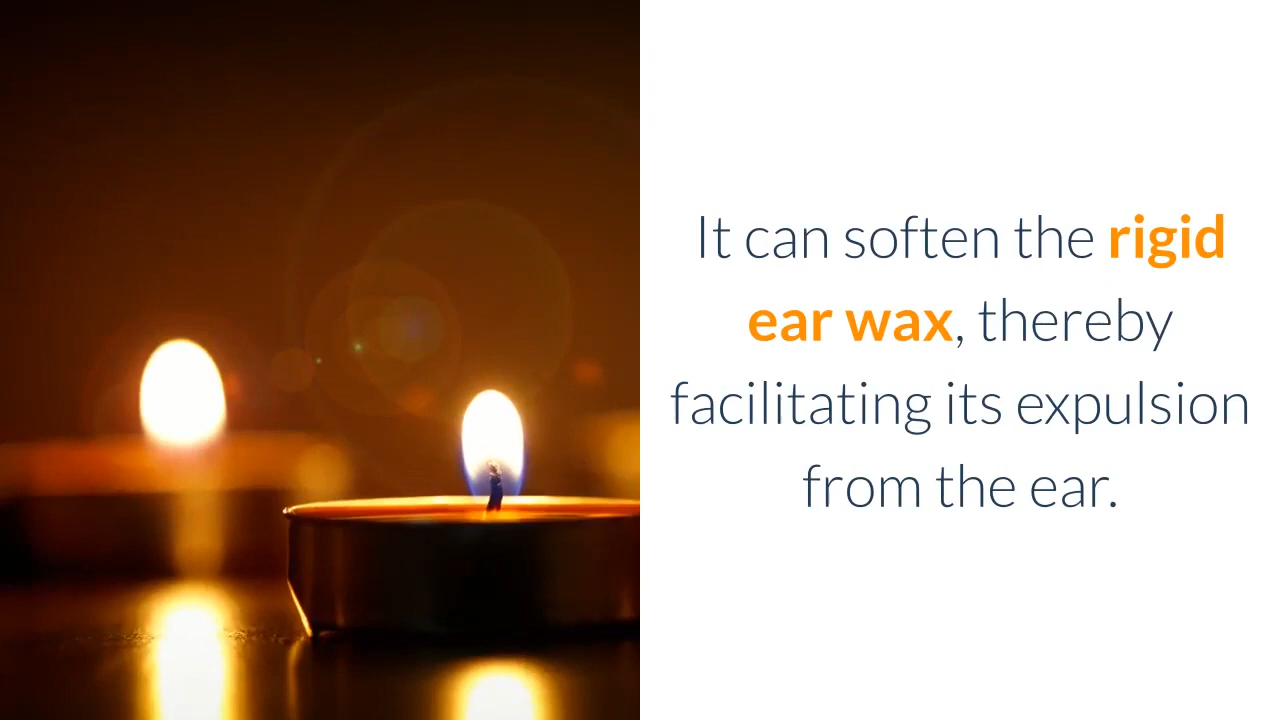 It can soften the rigid
ear wax, thereby
facilitating its expulsion
from the ear.